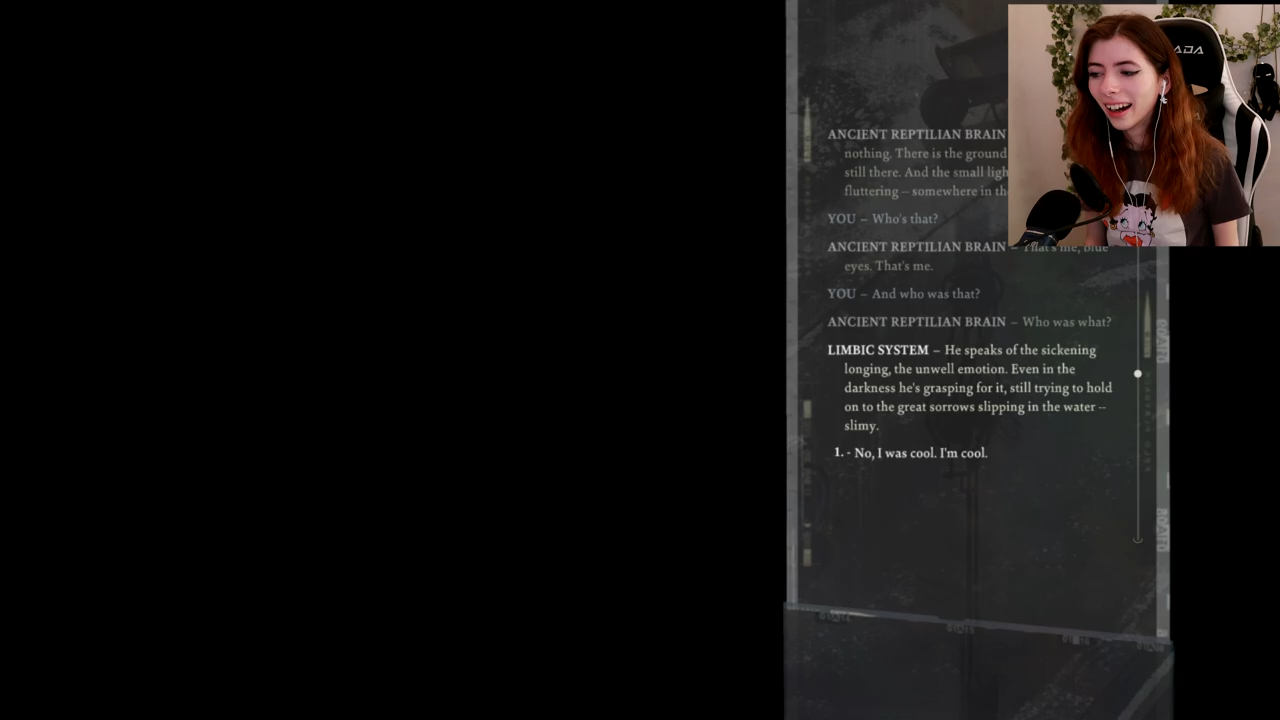 ADA
ANCIENT REPTILIAN BRAIN
nothing. There is the ground
still there. And the small
fluttering – somewhere in
YOU – Who's that?
ANCIENT REPTILIAN BRAIN – That's me, blue
eyes. That's me.
YOU – And who was that?
ANCIENT REPTILIAN BRAIN – Who was what?
LIMBIC SYSTEM – He speaks of the sickening
longing, the unwell emotion. Even in the
darkness he's grasping for it, still trying to hold
on to the great sorrows slipping in the water --
slimy.
1. - No, I was cool. I'm cool.